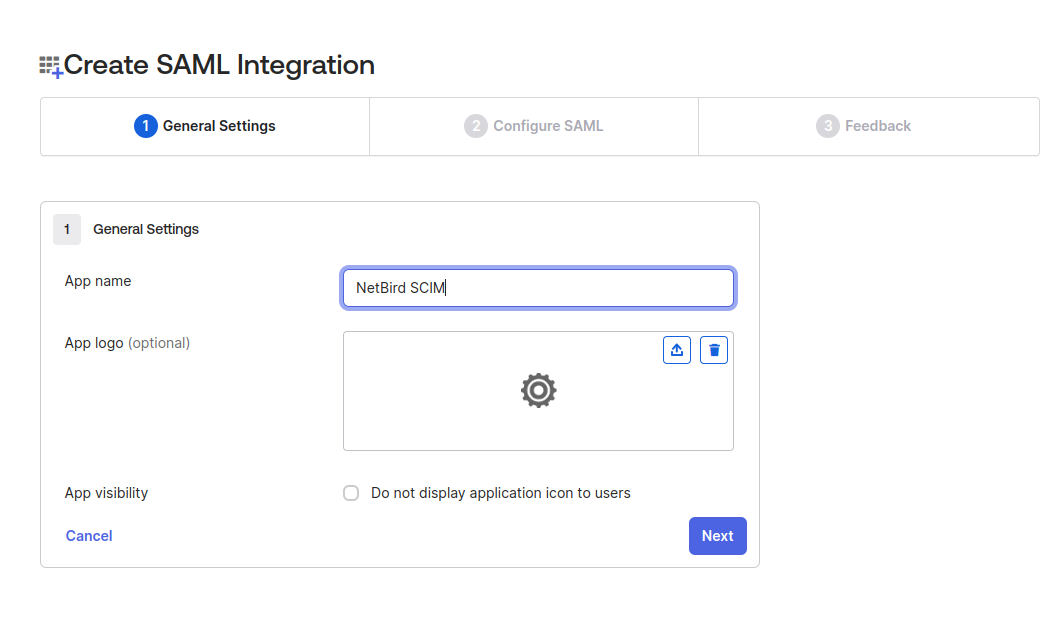 Create SAML Integration
1 General Settings
2 Configure SAML
3 Feedback
1 General Settings
App name
NetBird SCIM
App logo (optional)
App visibility
Do not display application icon to users
Cancel
Next